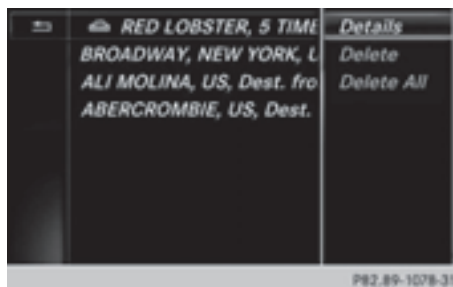 RED LOBSTER, 5 TIME
BROADWAY, NEW YORK, U
ALI MOLINA, US, Dest. fro
ABERCROMBIE, US, Dest.
Details
Delete
Delete All
P82.89-1078-31